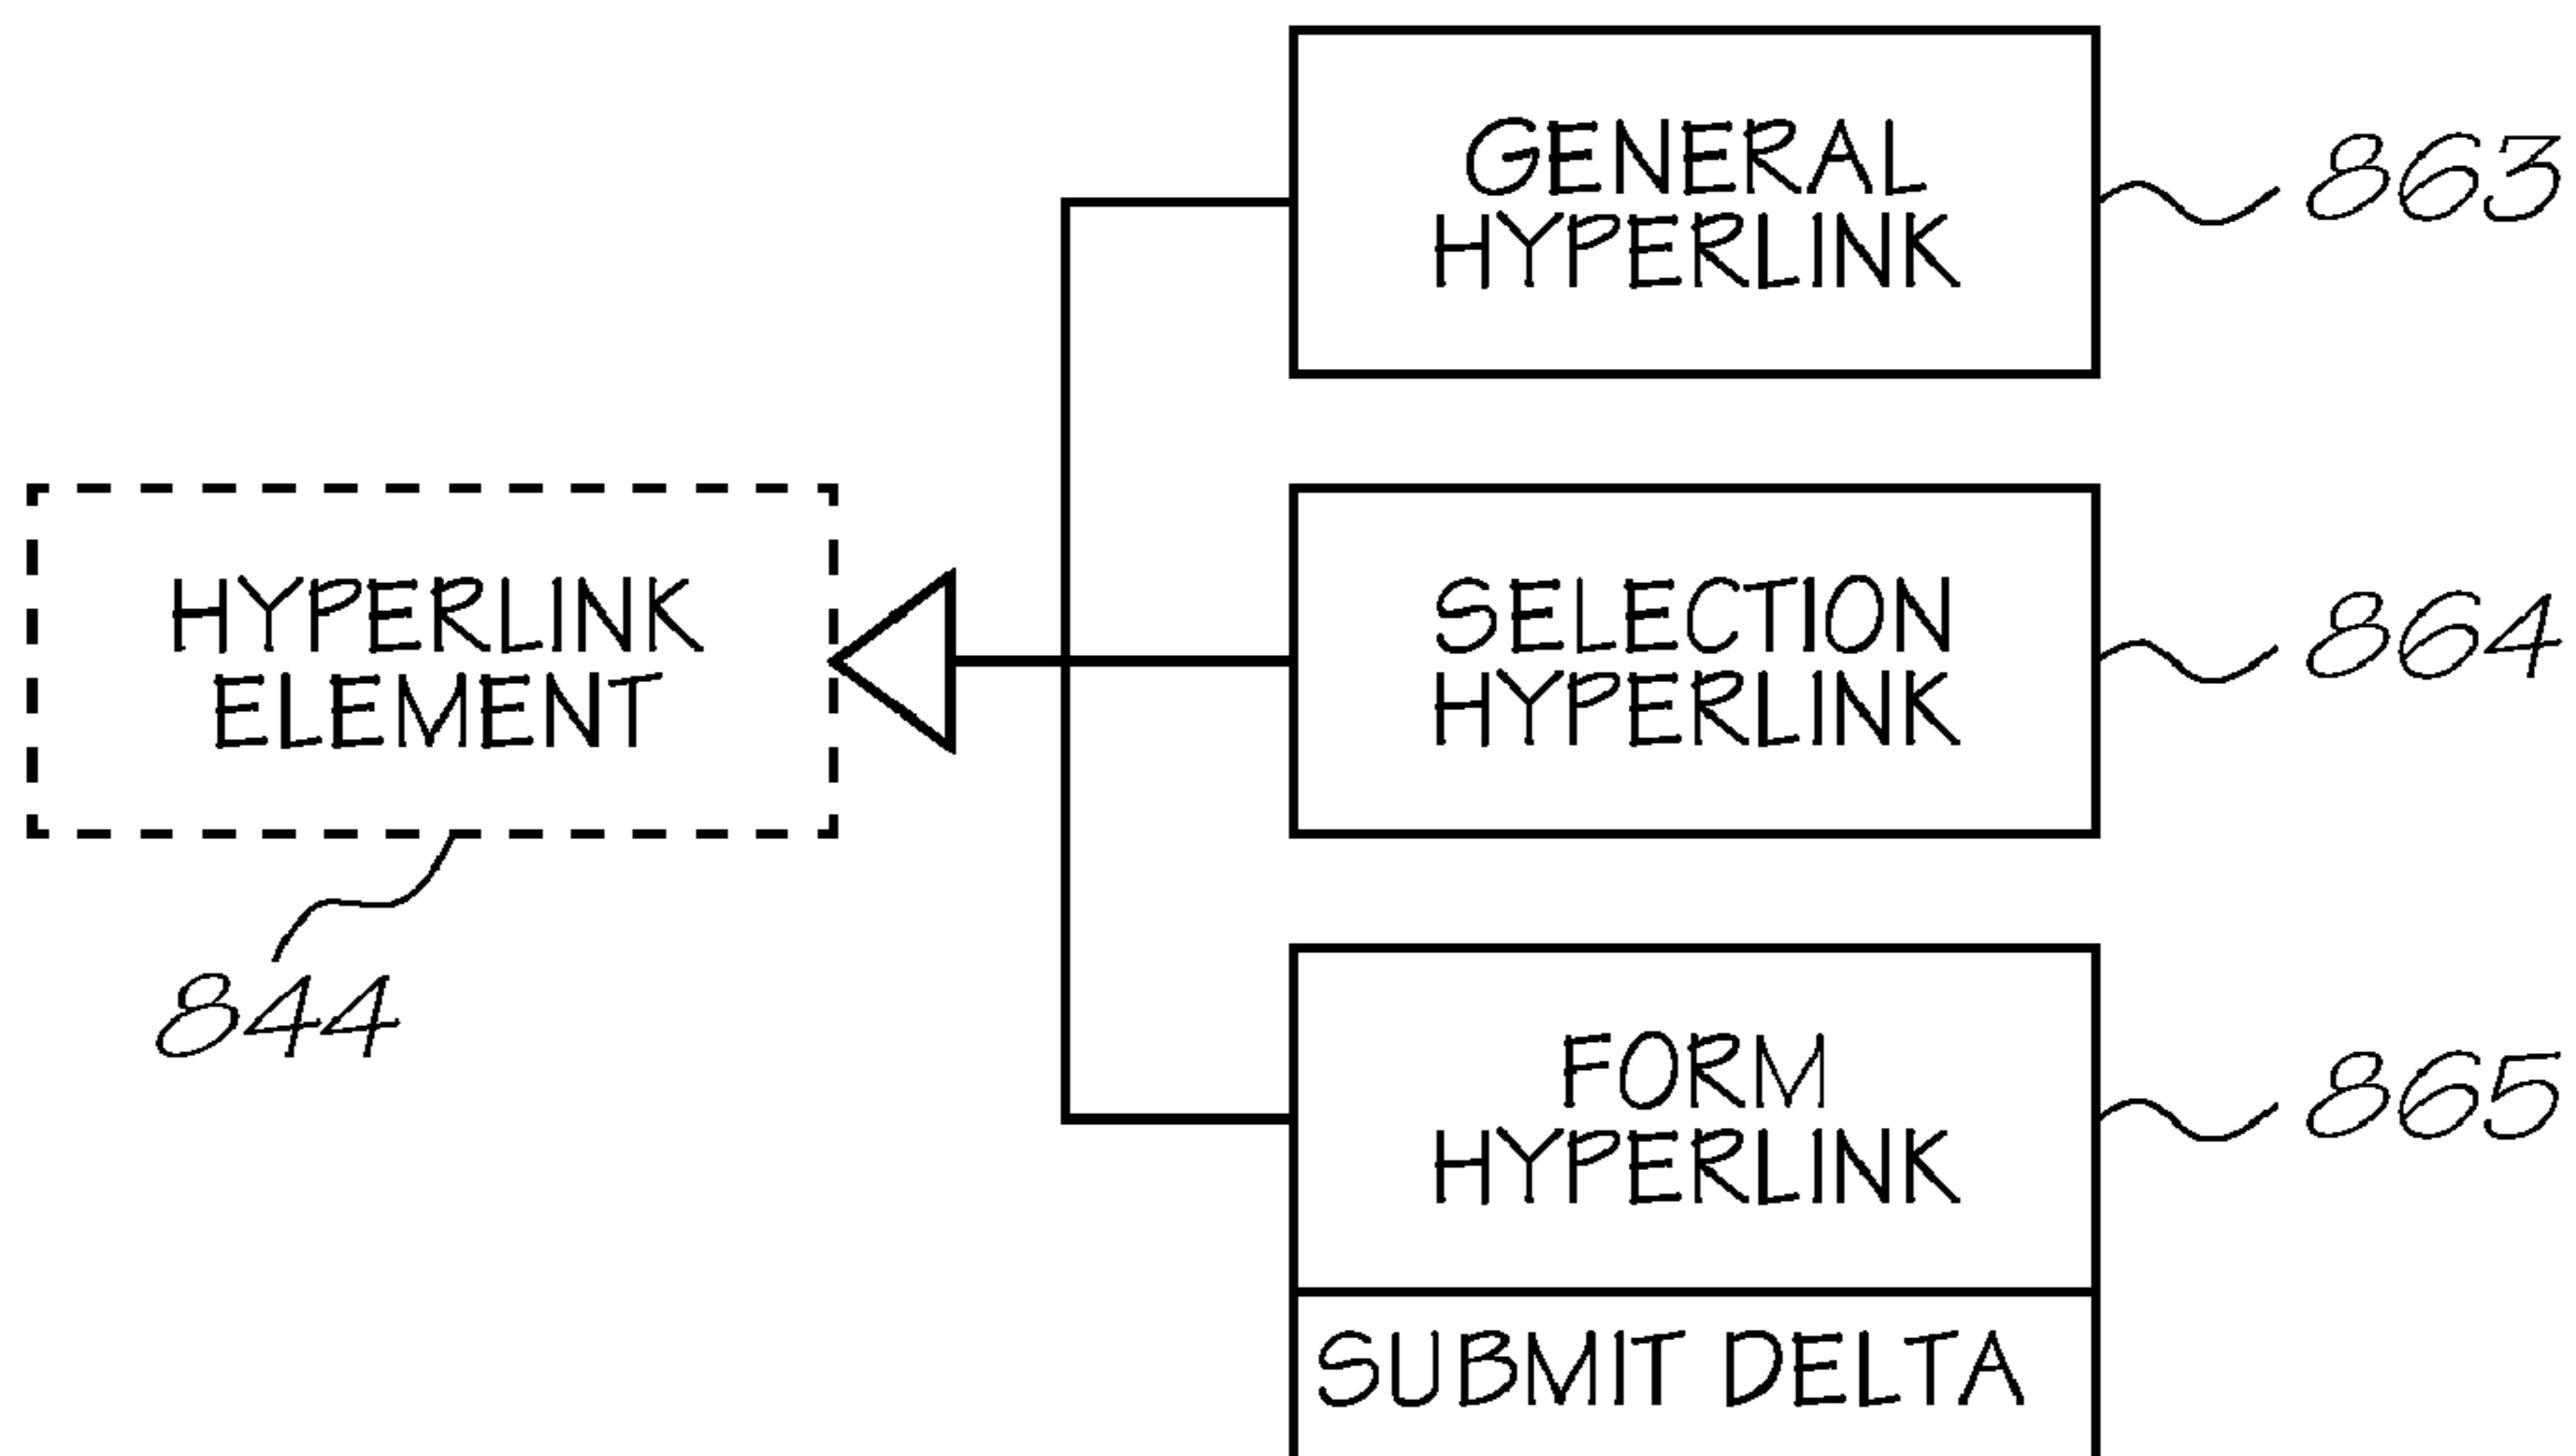 GENERAL
HYPERLINK
863
HYPERLINK
ELEMENT
844
SELECTION
HYPERLINK
864
FORM
HYPERLINK
865
SUBMIT DELTA